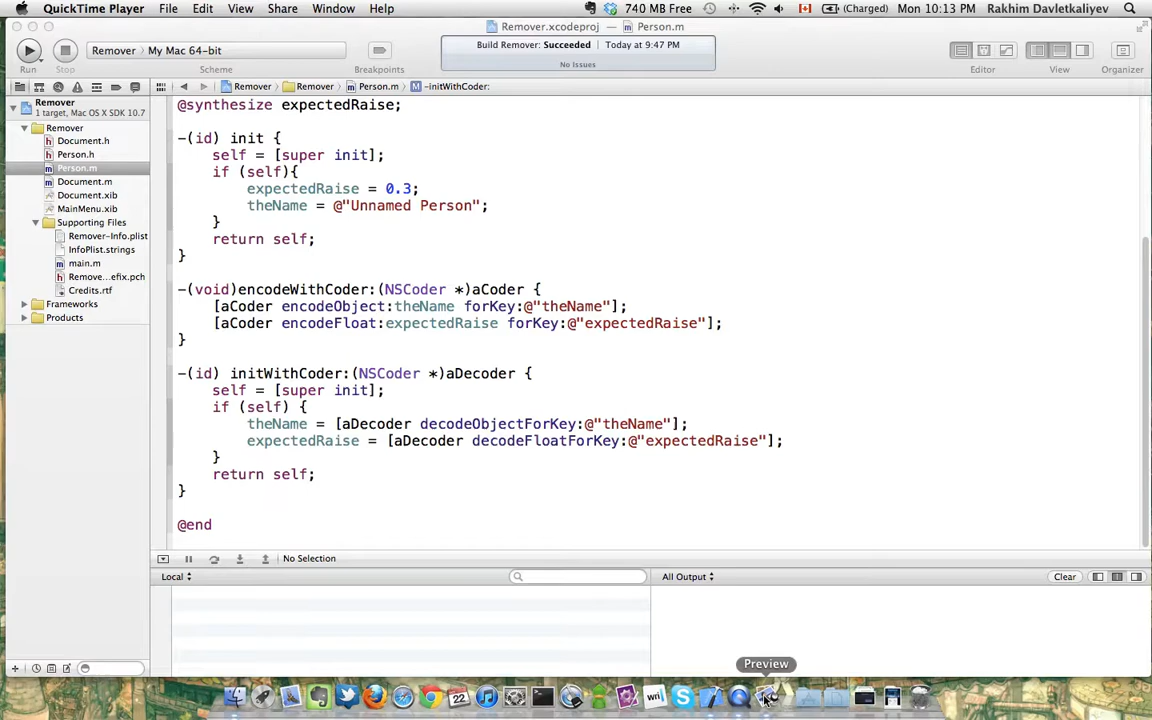 QuickTime Player File Edit View Share Window Help 740 MB Free (Charged) Mon 10:13 PM Rakhim Davletkaliyev
Remover.xcodeproj — Person.m
Run Stop Remover 〉 My Mac 64-bit
Scheme
Breakpoints
Build Remover: Succeeded | Today at 9:47 PM
No Issues
Editor View Organizer
Remover 〉 Remover 〉 Person.m 〉 M -initWithCoder:
Remover
1 target, Mac OS X SDK 10.7
Remover
Document.h
Person.h
Person.m
Document.m
Document.xib
MainMenu.xib
Supporting Files
Remover-Info.plist
InfoPlist.strings
main.m
Remove...efix.pch
Credits.rtf
Frameworks
Products
@synthesize expectedRaise;
-(id) init {
self = [super init];
if (self){
expectedRaise = 0.3;
theName = @"Unnamed Person";
}
return self;
}
-(void)encodeWithCoder:(NSCoder *)aCoder {
[aCoder encodeObject:theName forKey:@"theName"];
[aCoder encodeFloat:expectedRaise forKey:@"expectedRaise"];
}
-(id) initWithCoder:(NSCoder *)aDecoder {
self = [super init];
if (self) {
theName = [aDecoder decodeObjectForKey:@"theName"];
expectedRaise = [aDecoder decodeFloatForKey:@"expectedRaise"];
}
return self;
}
@end
No Selection
Local
All Output
Clear
Preview
22
wri